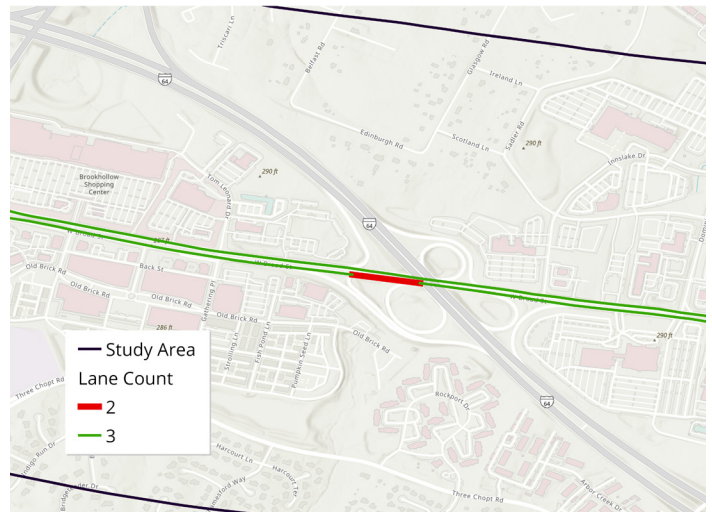 Triscari Ln
Belfast Rd
Glasgow Rd
Ireland Ln
64
Edinburgh Rd
Scotland Ln
Sadler Rd
290 ft
Innslake Dr
Brookhollow
Shopping
Center
290 ft
Tom Leonard Dr
64
W Broad St
W Broad St
W Broad St
Old Brick Rd
Back St
Gathering Pl
Old Brick Rd
Old Brick Rd
286 ft
Strolling Ln
Fish Pond Ln
Pumpkin Seed Ln
Old Brick Rd
290 ft
Study Area
Lane Count
2
3
Three Chopt Rd
Rockport Dr
64
Harcourt Ln
Harcourt Ter
Three Chopt Rd
Arbor Creek Dr